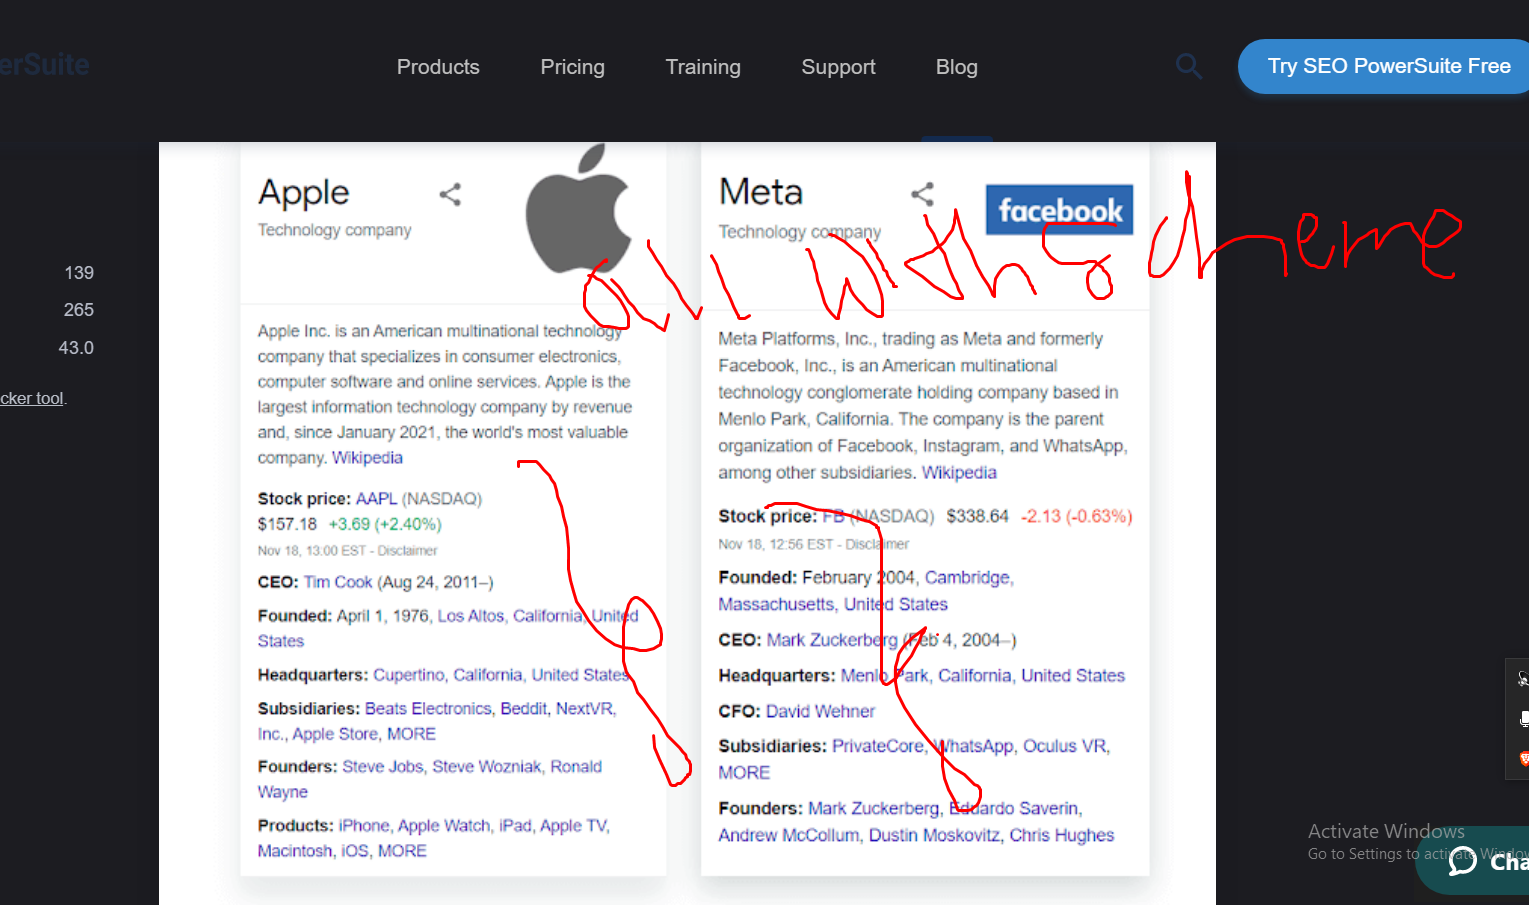 erSuite
Products Pricing Training Support Blog
Try SEO PowerSuite Free
139
265
43.0
cker tool.
Apple
Technology company
Apple Inc. is an American multinational technology
company that specializes in consumer electronics,
computer software and online services. Apple is the
largest information technology company by revenue
and, since January 2021, the world's most valuable
company. Wikipedia
Stock price: AAPL (NASDAQ)
$157.18 +3.69 (+2.40%)
Nov 18, 13:00 EST - Disclaimer
CEO: Tim Cook (Aug 24, 2011–)
Founded: April 1, 1976, Los Altos, California, United
States
Headquarters: Cupertino, California, United States
Subsidiaries: Beats Electronics, Beddit, NextVR,
Inc., Apple Store, MORE
Founders: Steve Jobs, Steve Wozniak, Ronald
Wayne
Products: iPhone, Apple Watch, iPad, Apple TV,
Macintosh, iOS, MORE
Meta
facebook
Technology company
Meta Platforms, Inc., trading as Meta and formerly
Facebook, Inc., is an American multinational
technology conglomerate holding company based in
Menlo Park, California. The company is the parent
organization of Facebook, Instagram, and WhatsApp,
among other subsidiaries. Wikipedia
Stock price: FB (NASDAQ) $338.64 -2.13 (-0.63%)
Nov 18, 12:56 EST - Disclaimer
Founded: February 2004, Cambridge,
Massachusetts, United States
CEO: Mark Zuckerberg (Feb 4, 2004–)
Headquarters: Menlo Park, California, United States
CFO: David Wehner
Subsidiaries: PrivateCore, WhatsApp, Oculus VR,
MORE
Founders: Mark Zuckerberg, Eduardo Saverin,
Andrew McCollum, Dustin Moskovitz, Chris Hughes
all with
Activate Windows
Go to Settings to activate Windows
Cha